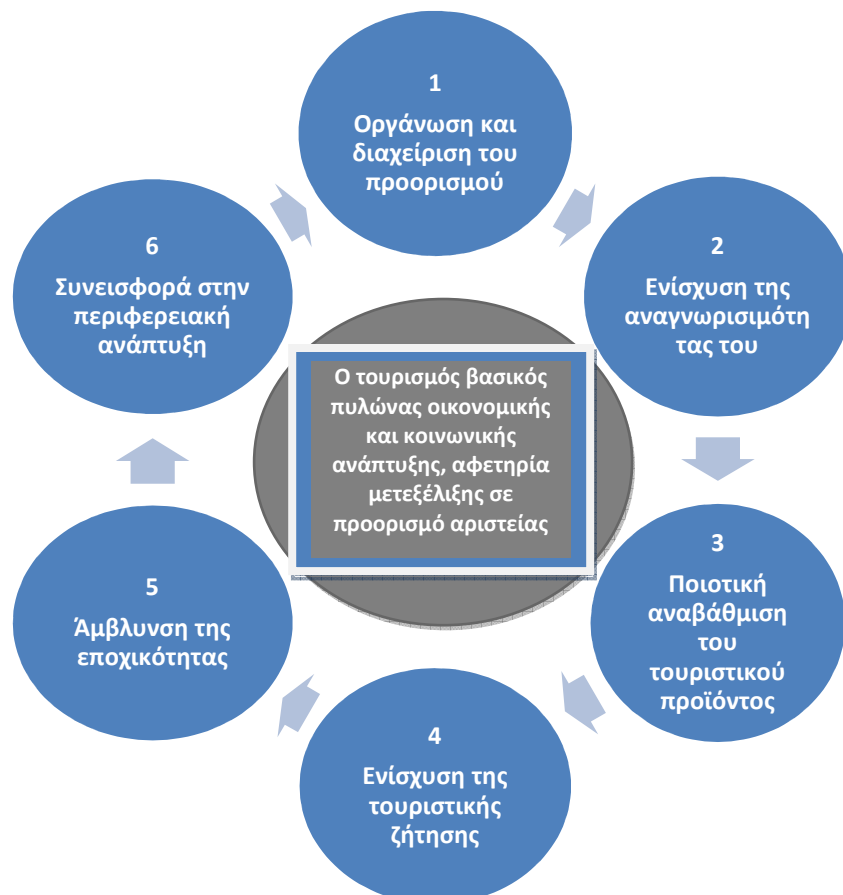 1
Οργάνωση και
διαχείριση του
προορισμού
2
Ενίσχυση της
αναγνωρισιμότη
τας του
3
Ποιοτική
αναβάθμιση
του
τουριστικού
προϊόντος
4
Ενίσχυση της
τουριστικής
ζήτησης
5
Άμβλυνση της
εποχικότητας
6
Συνεισφορά στην
περιφερειακή
ανάπτυξη
Ο τουρισμός βασικός
πυλώνας οικονομικής
και κοινωνικής
ανάπτυξης, αφετηρία
μετεξέλιξης σε
προορισμό αριστείας